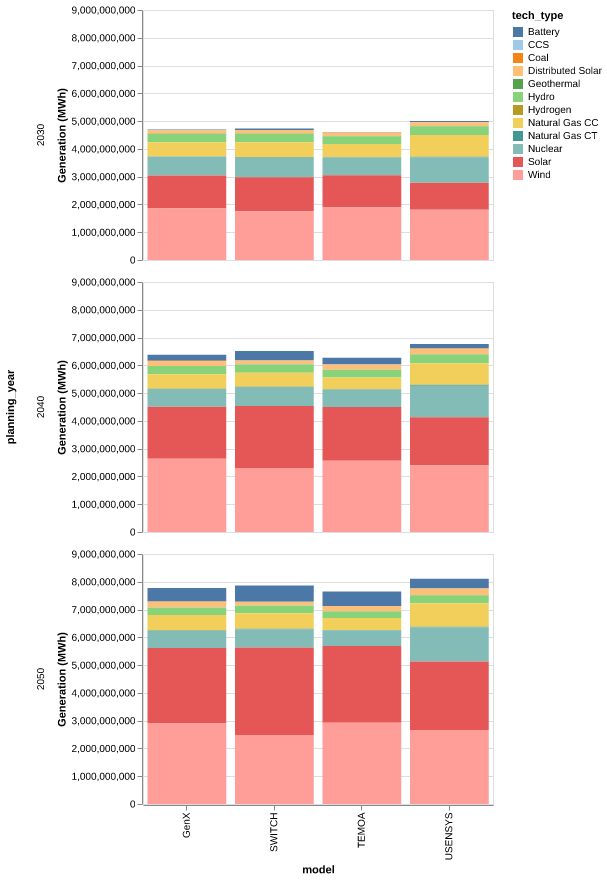 planning_year
2030
Generation (MWh)
9,000,000,000
8,000,000,000
7,000,000,000
6,000,000,000
5,000,000,000
4,000,000,000
3,000,000,000
2,000,000,000
1,000,000,000
0
2040
Generation (MWh)
9,000,000,000
8,000,000,000
7,000,000,000
6,000,000,000
5,000,000,000
4,000,000,000
3,000,000,000
2,000,000,000
1,000,000,000
0
2050
Generation (MWh)
9,000,000,000
8,000,000,000
7,000,000,000
6,000,000,000
5,000,000,000
4,000,000,000
3,000,000,000
2,000,000,000
1,000,000,000
0
GenX
SWITCH
TEMOA
USENSYS
model
tech_type
Battery
CCS
Coal
Distributed Solar
Geothermal
Hydro
Hydrogen
Natural Gas CC
Natural Gas CT
Nuclear
Solar
Wind